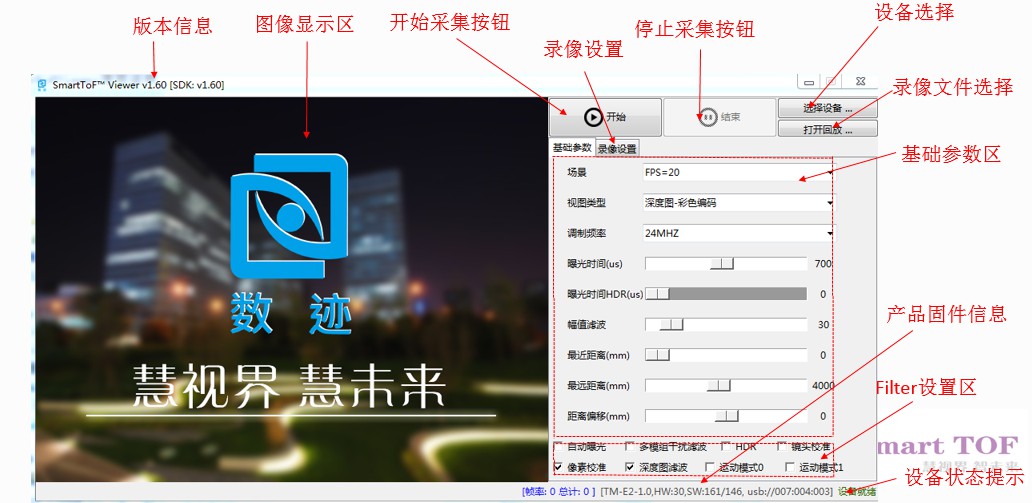 版本信息
图像显示区
开始采集按钮
录像设置
停止采集按钮
设备选择
录像文件选择
SmartToF™ Viewer v1.60 [SDK: v1.60]
开始
结束
选择设备 ...
打开回放 ...
基础参数 录像设置
基础参数区
场景 FPS=20
视图类型 深度图-彩色编码
调制频率 24MHZ
曝光时间(us) 700
曝光时间HDR(us) 0
幅值滤波 30
最近距离(mm) 0
最远距离(mm) 4000
距离偏移(mm) 0
产品固件信息
Filter设置区
自动曝光 多模组干扰滤波 HDR 镜头校准
像素校准 深度图滤波 运动模式0 运动模式1
数 迹
慧视界 慧未来
mart TOF
慧视界 慧未来
设备状态提示
[帧率: 0 总计: 0 ] [TM-E2-1.0,HW:30,SW:161/146, usb://007:004:003] 设备就绪